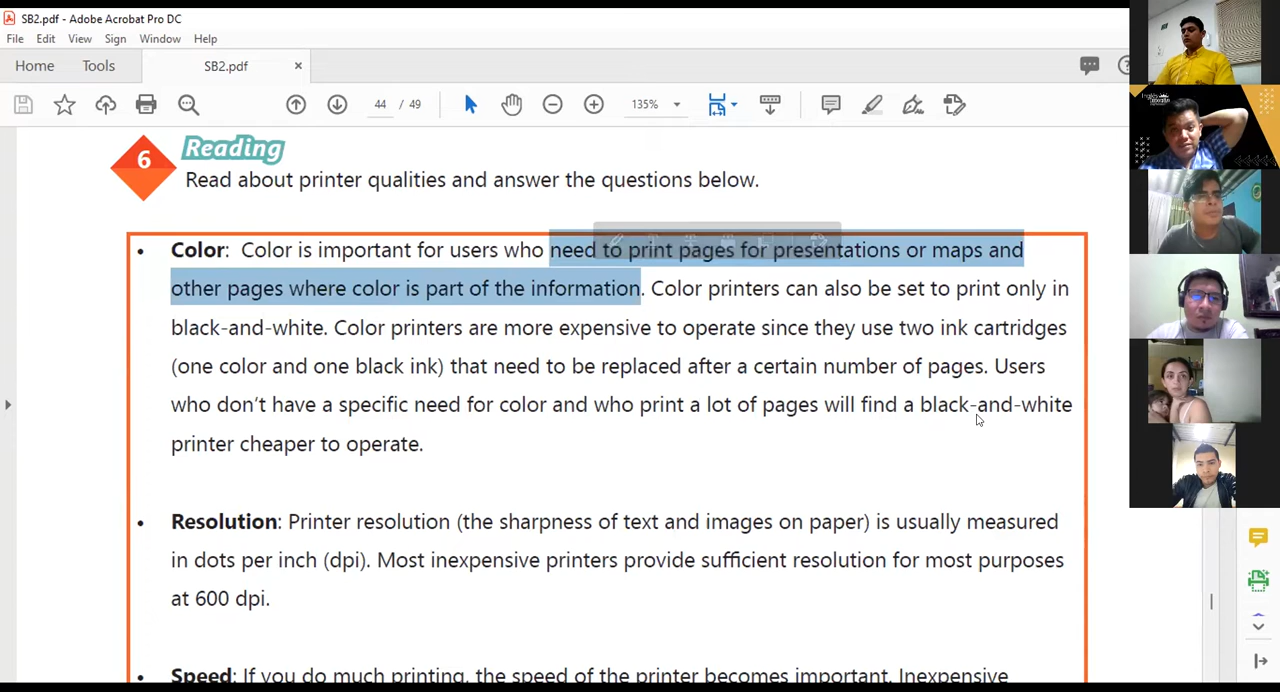 SB2.pdf - Adobe Acrobat Pro DC
File Edit View Sign Window Help
Home Tools SB2.pdf ×
44 / 49 135%
6 Reading
Read about printer qualities and answer the questions below.
• Color: Color is important for users who need to print pages for presentations or maps and
other pages where color is part of the information. Color printers can also be set to print only in
black-and-white. Color printers are more expensive to operate since they use two ink cartridges
(one color and one black ink) that need to be replaced after a certain number of pages. Users
who don't have a specific need for color and who print a lot of pages will find a black-and-white
printer cheaper to operate.
• Resolution: Printer resolution (the sharpness of text and images on paper) is usually measured
in dots per inch (dpi). Most inexpensive printers provide sufficient resolution for most purposes
at 600 dpi.
• Speed: If you do much printing, the speed of the printer becomes important. Inexpensive